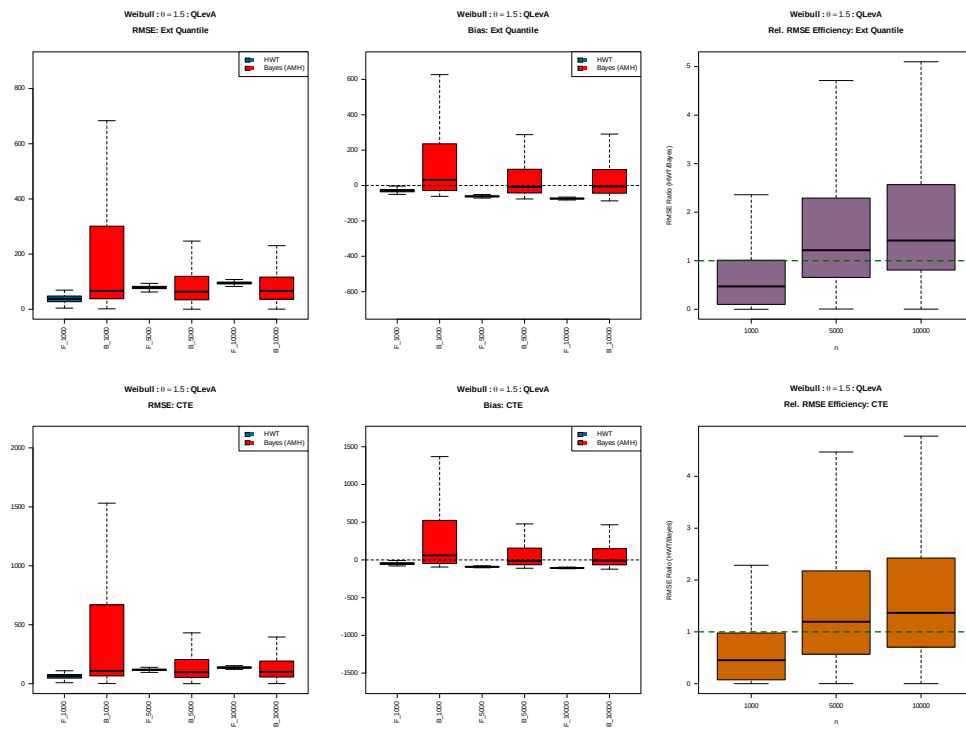 Weibull : θ = 1.5 : QLevA
RMSE: Ext Quantile
HWT
Bayes (AMH)
800
600
400
200
0
F_1000
B_1000
F_5000
B_5000
F_10000
B_10000
Weibull : θ = 1.5 : QLevA
Bias: Ext Quantile
HWT
Bayes (AMH)
600
400
200
0
-200
-400
-600
F_1000
B_1000
F_5000
B_5000
F_10000
B_10000
Weibull : θ = 1.5 : QLevA
Rel. RMSE Efficiency: Ext Quantile
RMSE Ratio (HWT/Bayes)
5
4
3
2
1
0
1000
5000
10000
n
Weibull : θ = 1.5 : QLevA
RMSE: CTE
HWT
Bayes (AMH)
2000
1500
1000
500
0
F_1000
B_1000
F_5000
B_5000
F_10000
B_10000
Weibull : θ = 1.5 : QLevA
Bias: CTE
HWT
Bayes (AMH)
1500
1000
500
0
-500
-1000
-1500
F_1000
B_1000
F_5000
B_5000
F_10000
B_10000
Weibull : θ = 1.5 : QLevA
Rel. RMSE Efficiency: CTE
RMSE Ratio (HWT/Bayes)
4
3
2
1
0
1000
5000
10000
n